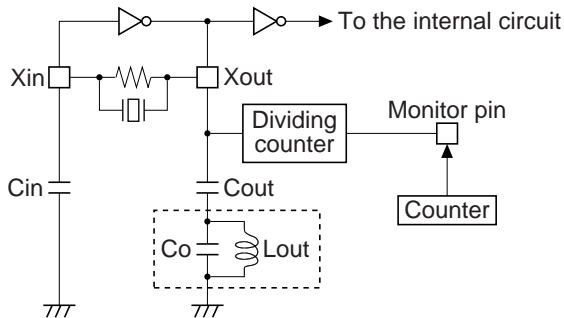 To the internal circuit
Xin
Xout
Dividing
counter
Monitor pin
Cin
Cout
Counter
Co
Lout